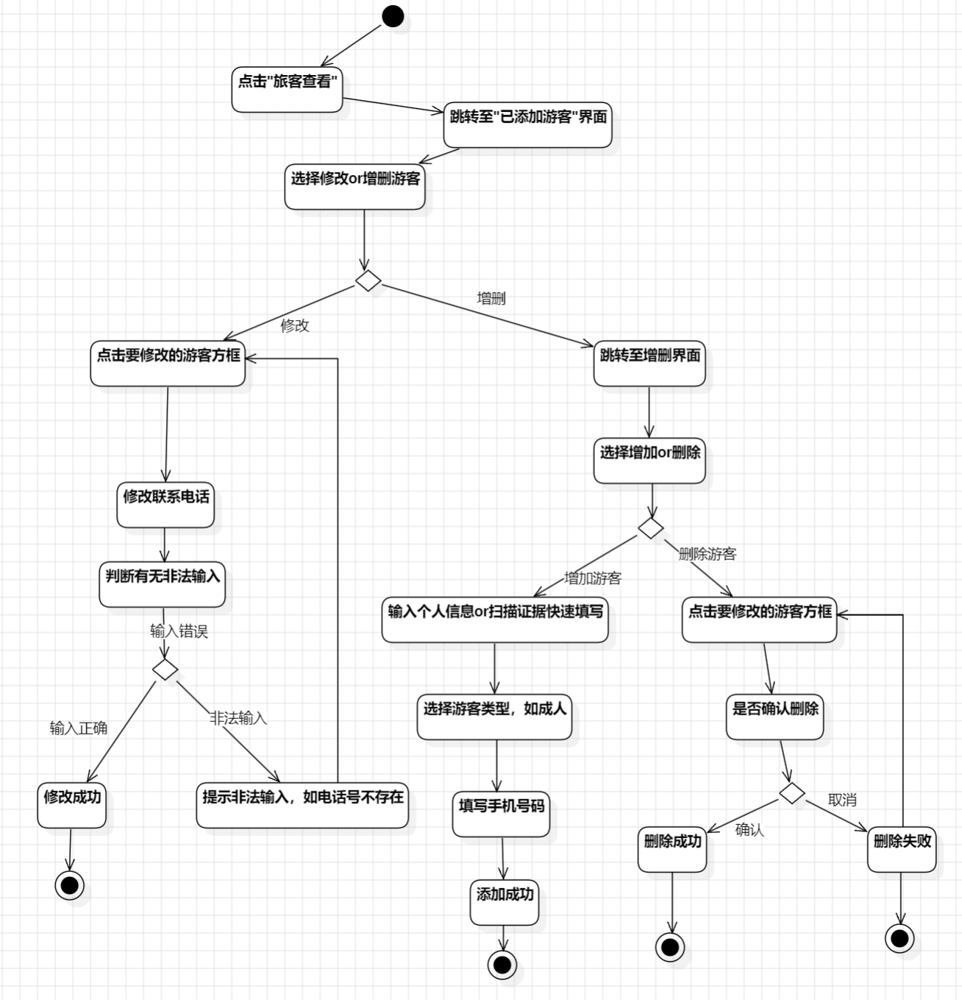 点击"旅客查看"
跳转至"已添加游客"界面
选择修改or增删游客
增删
修改
点击要修改的游客方框
跳转至增删界面
选择增加or删除
修改联系电话
删除游客
判断有无非法输入
增加游客
输入个人信息or扫描证据快速填写
点击要修改的游客方框
输入错误
选择游客类型，如成人
是否确认删除
非法输入
输入正确
修改成功
提示非法输入，如电话号不存在
填写手机号码
取消
确认
删除成功
删除失败
添加成功